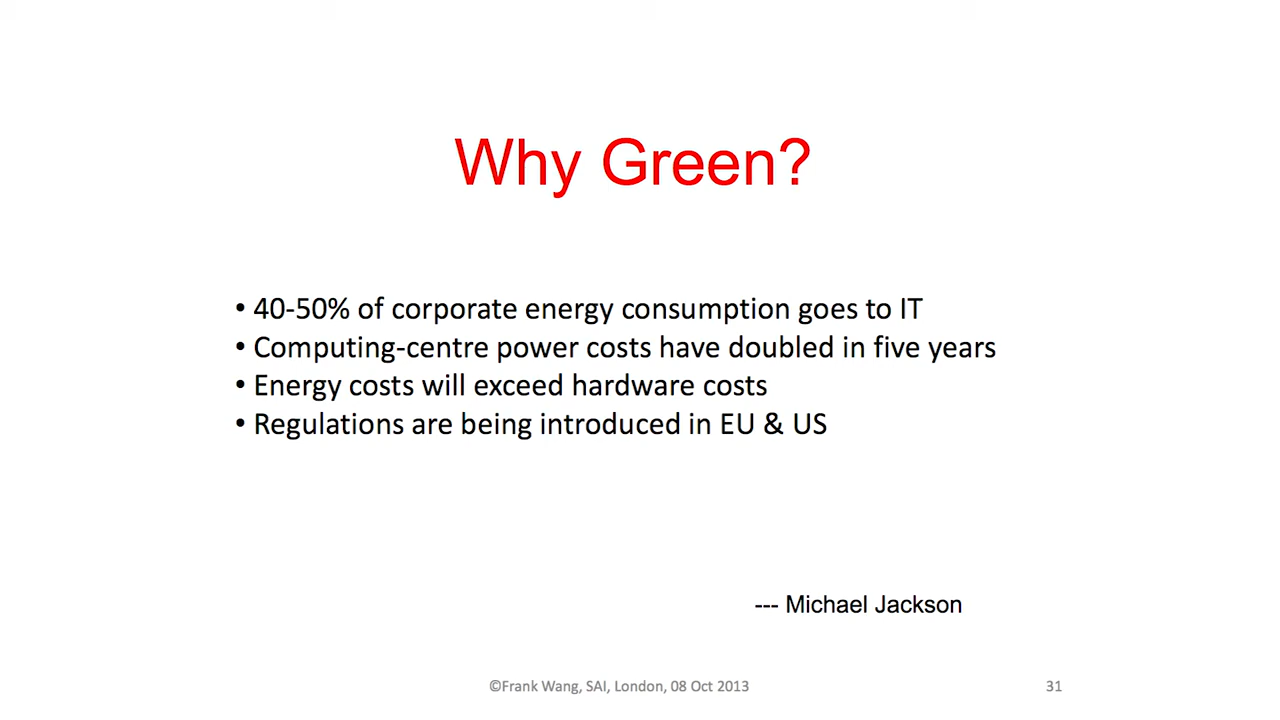 Why Green?
• 40-50% of corporate energy consumption goes to IT
• Computing-centre power costs have doubled in five years
• Energy costs will exceed hardware costs
• Regulations are being introduced in EU & US
--- Michael Jackson
©Frank Wang, SAI, London, 08 Oct 2013
31